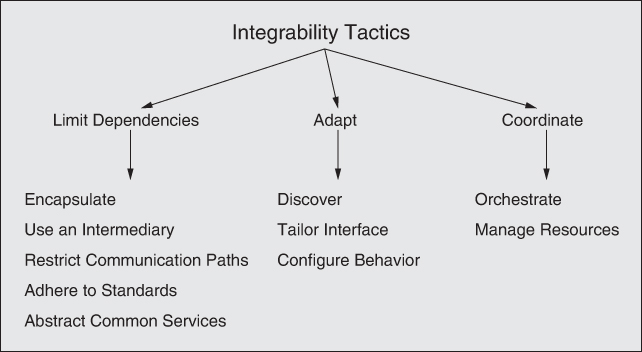 Integrability Tactics
Limit Dependencies
Adapt
Coordinate
Encapsulate
Use an Intermediary
Restrict Communication Paths
Adhere to Standards
Abstract Common Services
Discover
Tailor Interface
Configure Behavior
Orchestrate
Manage Resources